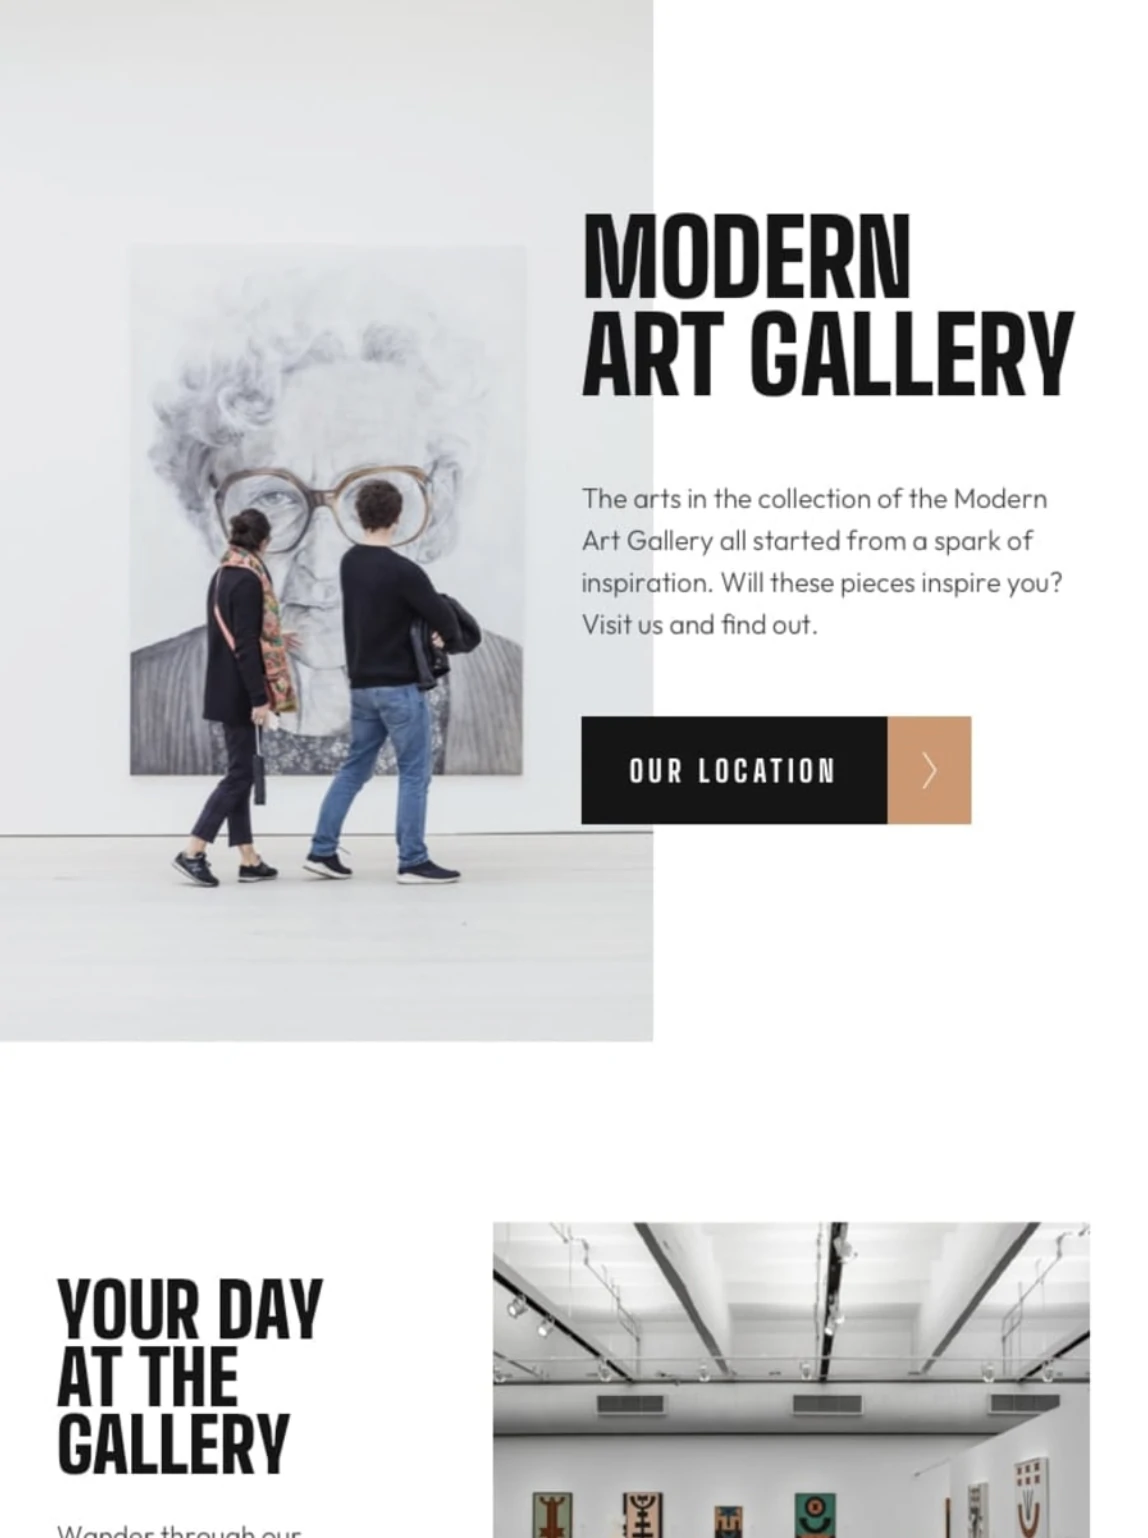 MODERN
ART GALLERY
The arts in the collection of the Modern
Art Gallery all started from a spark of
inspiration. Will these pieces inspire you?
Visit us and find out.
OUR LOCATION
YOUR DAY
AT THE
GALLERY
Wander through our